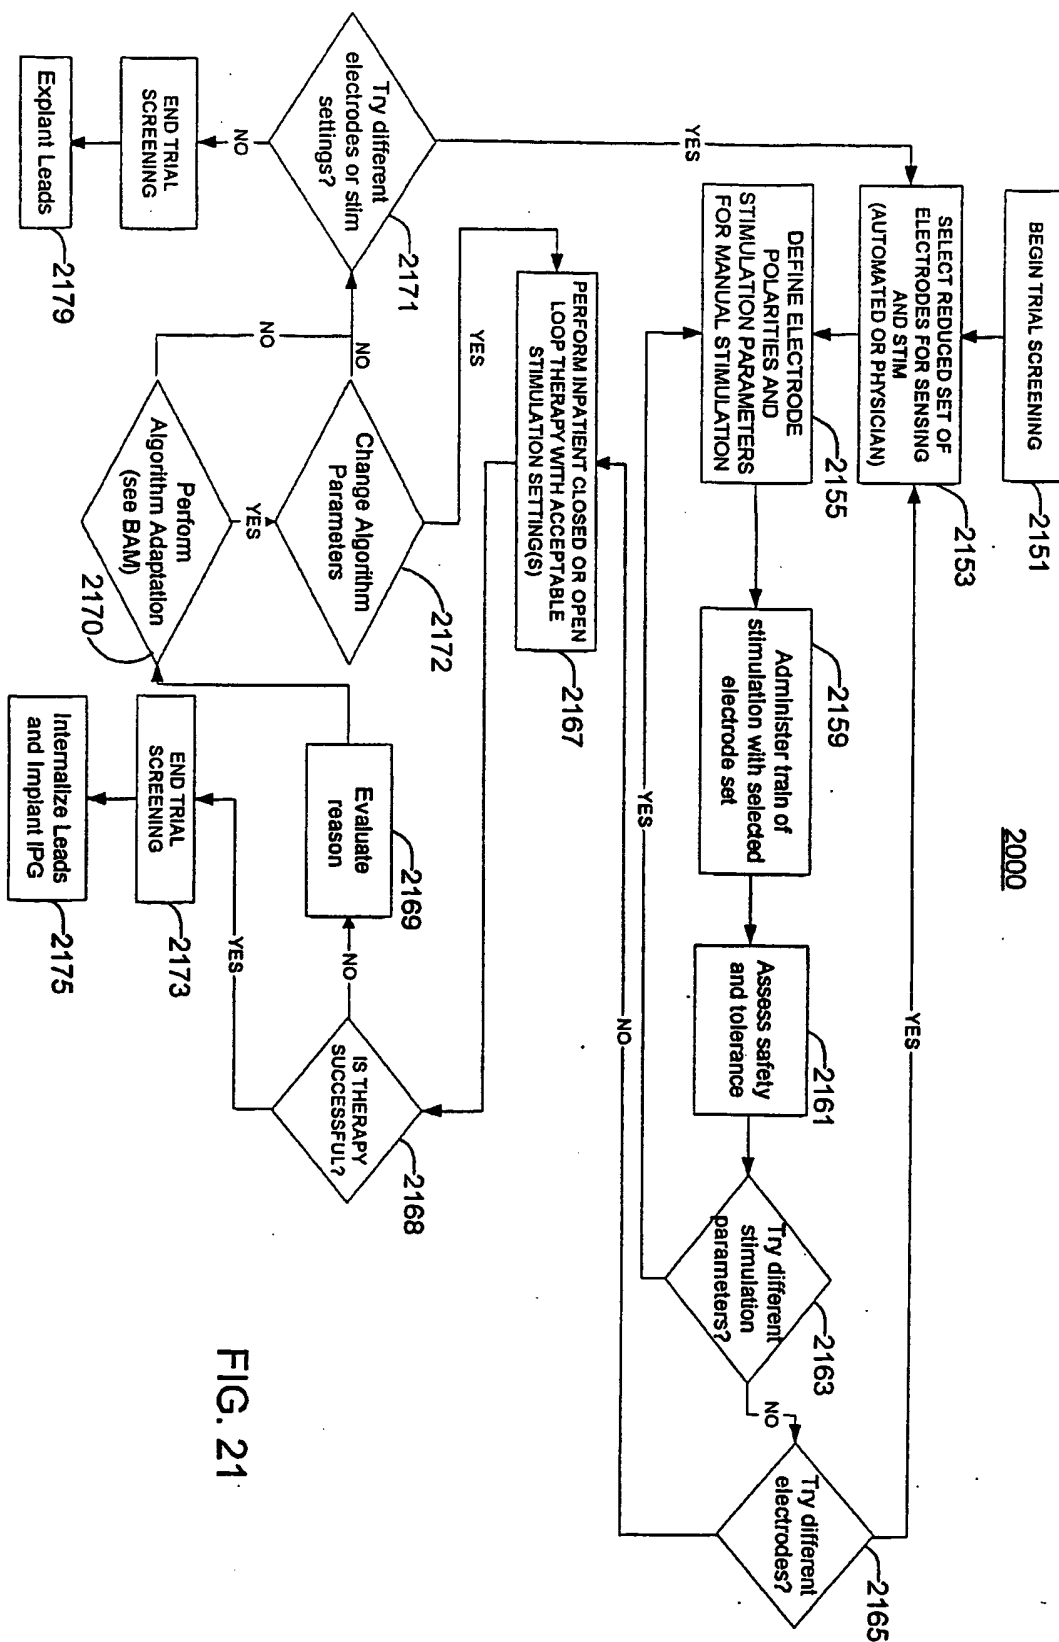 2000
BEGIN TRIAL SCREENING
2151
SELECT REDUCED SET OF
ELECTRODES FOR SENSING
AND STIM
(AUTOMATED OR PHYSICIAN)
2153
DEFINE ELECTRODE
POLARITIES AND
STIMULATION PARAMETERS
FOR MANUAL STIMULATION
2155
Administer train of
stimulation with selected
electrode set
2159
Assess safety
and tolerance
2161
Try different
stimulation
parameters?
2163
NO
YES
Try different
electrodes?
2165
YES
NO
PERFORM INPATIENT CLOSED OR OPEN
LOOP THERAPY WITH ACCEPTABLE
STIMULATION SETTING(S)
2167
IS THERAPY
SUCCESSFUL?
2168
NO
YES
Evaluate
reason
2169
END TRIAL
SCREENING
2173
Internalize Leads
and Implant IPG
2175
Perform
Algorithm Adaptation
(see BAM)
2170
YES
NO
Change Algorithm
Parameters
2172
YES
NO
Try different
electrodes or stim
settings?
2171
YES
NO
END TRIAL
SCREENING
Explant Leads
2179
FIG. 21